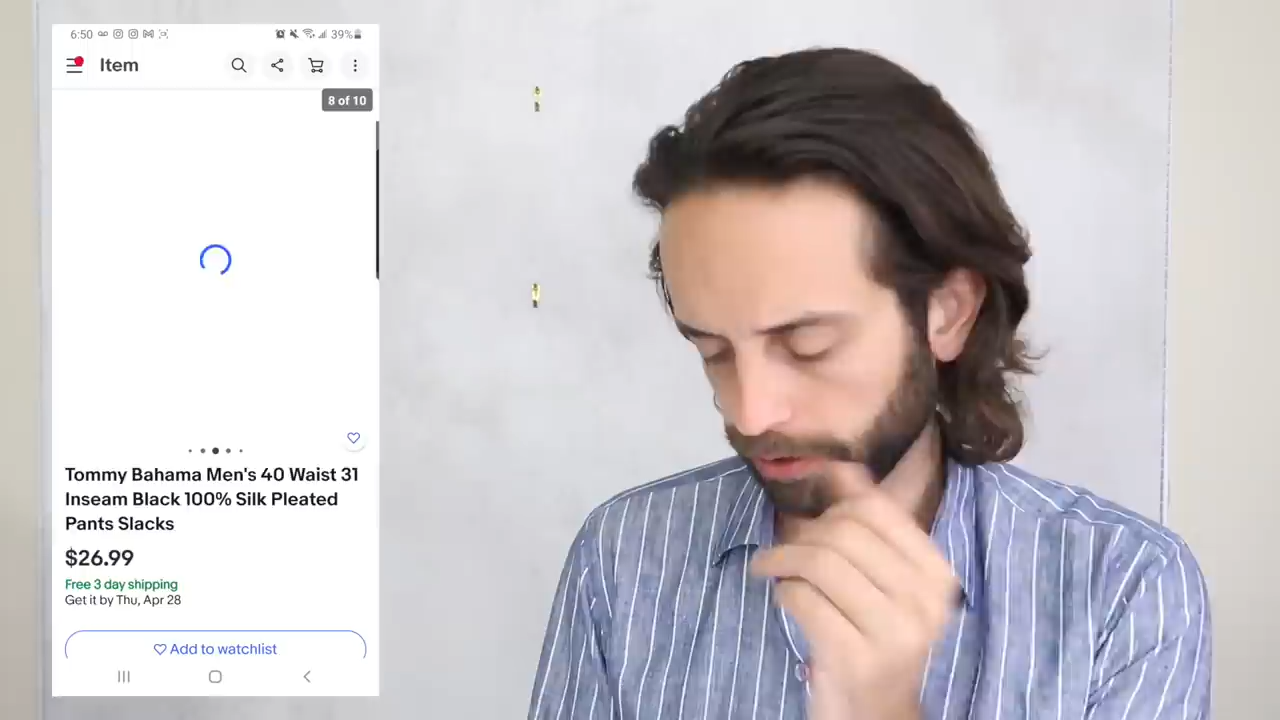 6:50
39%
Item
8 of 10
Tommy Bahama Men's 40 Waist 31
Inseam Black 100% Silk Pleated
Pants Slacks
$26.99
Free 3 day shipping
Get it by Thu, Apr 28
Add to watchlist